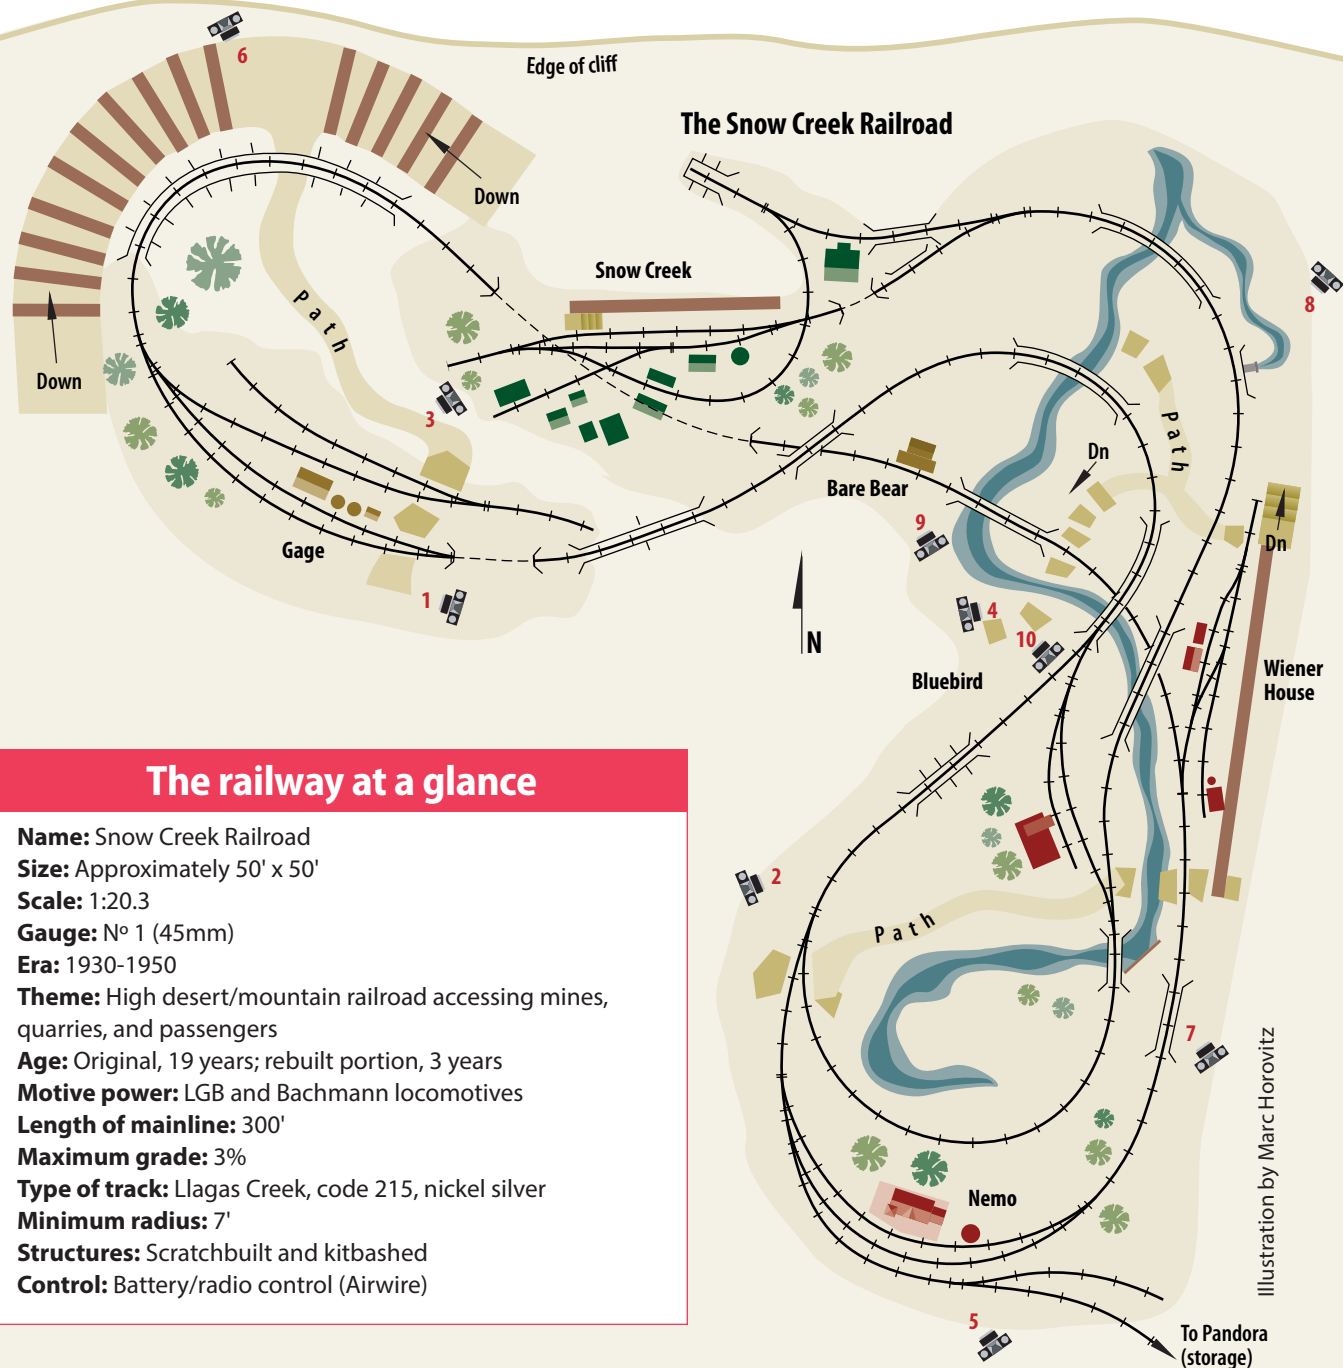 6
Edge of cliff
The Snow Creek Railroad
Down
Down
Snow Creek
8
Path
Path
3
Dn
Bare Bear
9
Gage
Dn
1
4
10
N
Bluebird
Wiener
House
The railway at a glance
Name: Snow Creek Railroad
Size: Approximately 50' x 50'
Scale: 1:20.3
Gauge: Nº 1 (45mm)
Era: 1930-1950
Theme: High desert/mountain railroad accessing mines,
quarries, and passengers
Age: Original, 19 years; rebuilt portion, 3 years
Motive power: LGB and Bachmann locomotives
Length of mainline: 300'
Maximum grade: 3%
Type of track: Llagas Creek, code 215, nickel silver
Minimum radius: 7'
Structures: Scratchbuilt and kitbashed
Control: Battery/radio control (Airwire)
2
Path
7
Nemo
5
To Pandora
(storage)
Illustration by Marc Horovitz